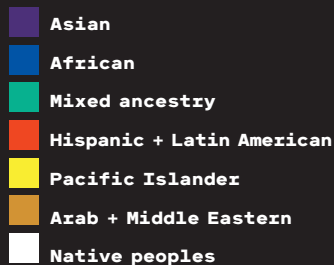 Asian
African
Mixed ancestry
Hispanic + Latin American
Pacific Islander
Arab + Middle Eastern
Native peoples